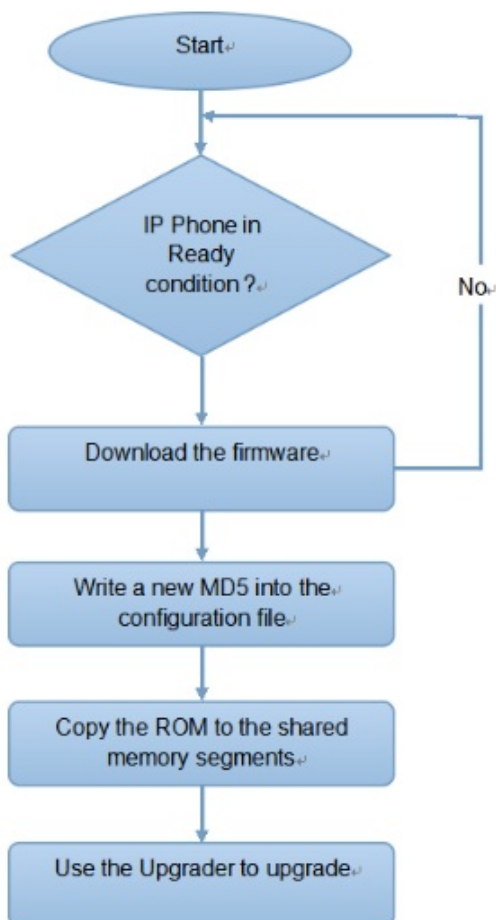 Start
IP Phone in
Ready
condition ?
No
Download the firmware
Write a new MD5 into the
configuration file
Copy the ROM to the shared
memory segments
Use the Upgrader to upgrade